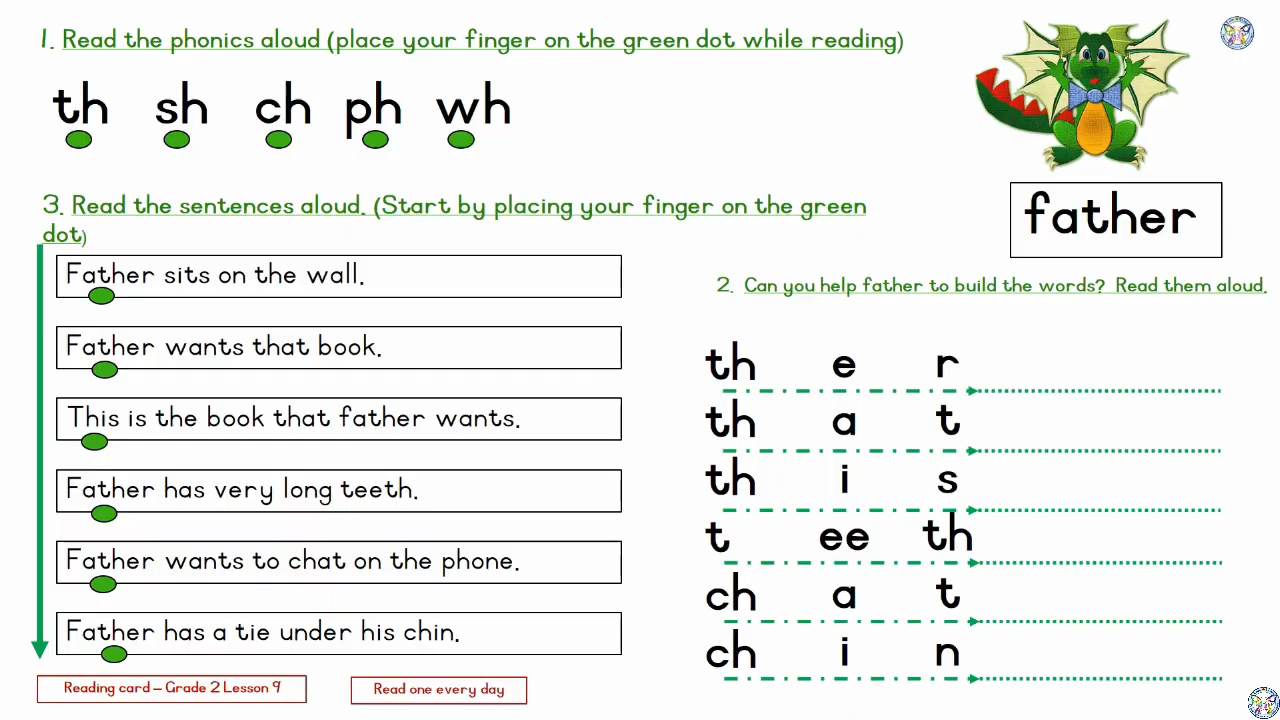 1. Read the phonics aloud (place your finger on the green dot while reading)
th sh ch ph wh
father
3. Read the sentences aloud. (Start by placing your finger on the green
dot)
Father sits on the wall.
Father wants that book.
This is the book that father wants.
Father has very long teeth.
Father wants to chat on the phone.
Father has a tie under his chin.
2. Can you help father to build the words? Read them aloud.
th e r
th a t
th i s
t ee th
ch a t
ch i n
Reading card – Grade 2 Lesson 9
Read one every day